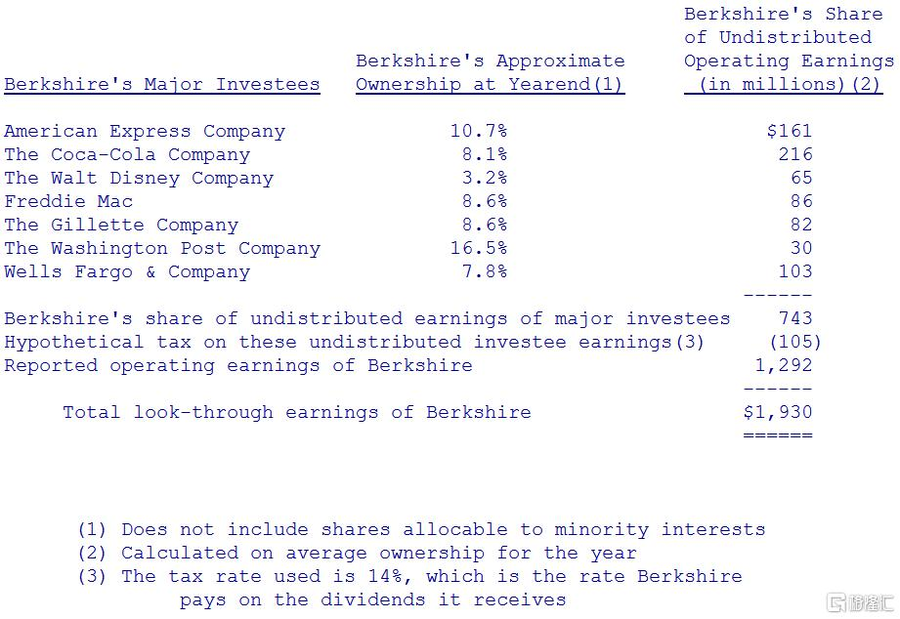 Berkshire's Share
of Undistributed
Berkshire's Approximate Operating Earnings
Berkshire's Major Investees Ownership at Yearend(1) (in millions)(2)
American Express Company 10.7% $161
The Coca-Cola Company 8.1% 216
The Walt Disney Company 3.2% 65
Freddie Mac 8.6% 86
The Gillette Company 8.6% 82
The Washington Post Company 16.5% 30
Wells Fargo & Company 7.8% 103
------
Berkshire's share of undistributed earnings of major investees 743
Hypothetical tax on these undistributed investee earnings(3) (105)
Reported operating earnings of Berkshire 1,292
------
Total look-through earnings of Berkshire $1,930
======
(1) Does not include shares allocable to minority interests
(2) Calculated on average ownership for the year
(3) The tax rate used is 14%, which is the rate Berkshire
pays on the dividends it receives
格隆汇